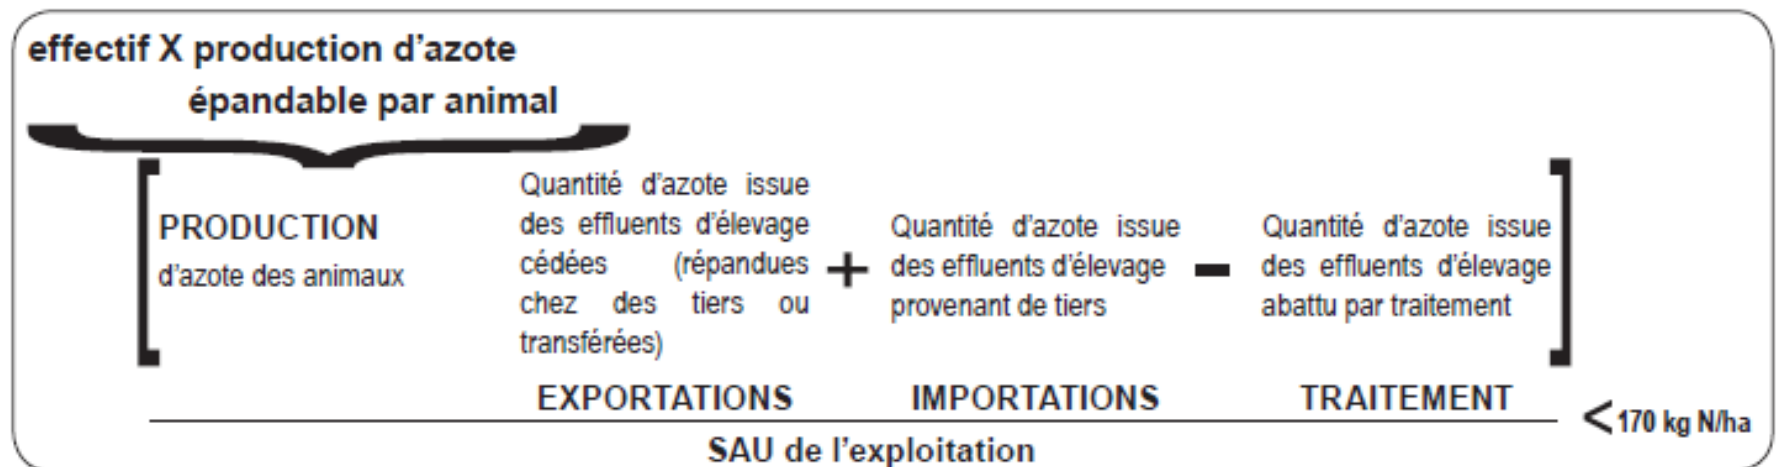 effectif X production d'azote
épandable par animal
PRODUCTION
d'azote des animaux
Quantité d'azote issue
des effluents d'élevage
cédées (répandues
chez des tiers ou
transférées)
+
Quantité d'azote issue
des effluents d'élevage
provenant de tiers
-
Quantité d'azote issue
des effluents d'élevage
abattu par traitement
EXPORTATIONS
IMPORTATIONS
TRAITEMENT
< 170 kg N/ha
SAU de l'exploitation